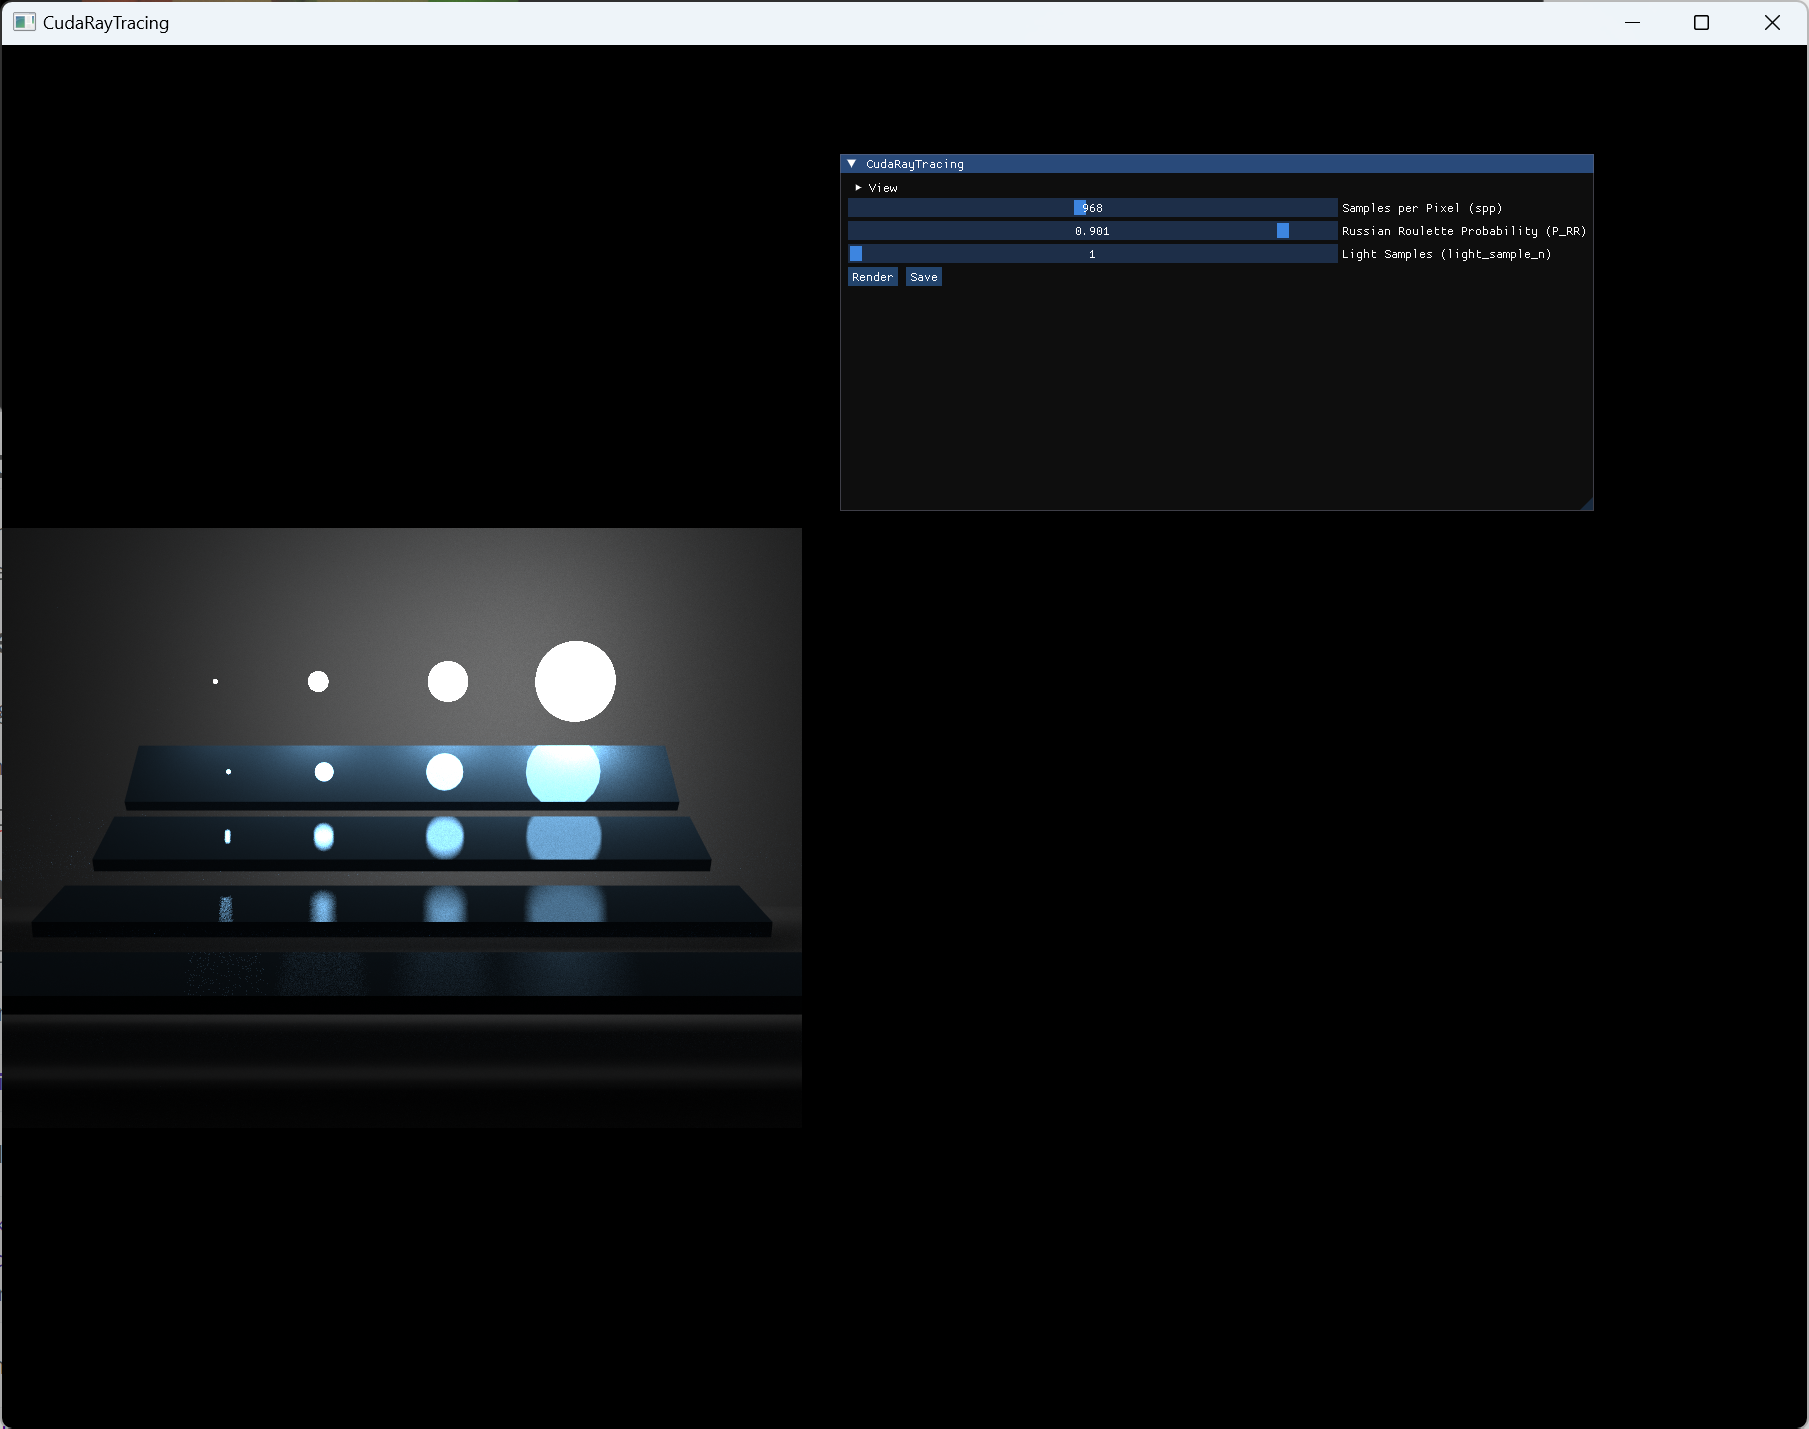 CudaRayTracing
CudaRayTracing
View
968 Samples per Pixel (spp)
0.901 Russian Roulette Probability (P_RR)
1 Light Samples (light_sample_n)
Render Save